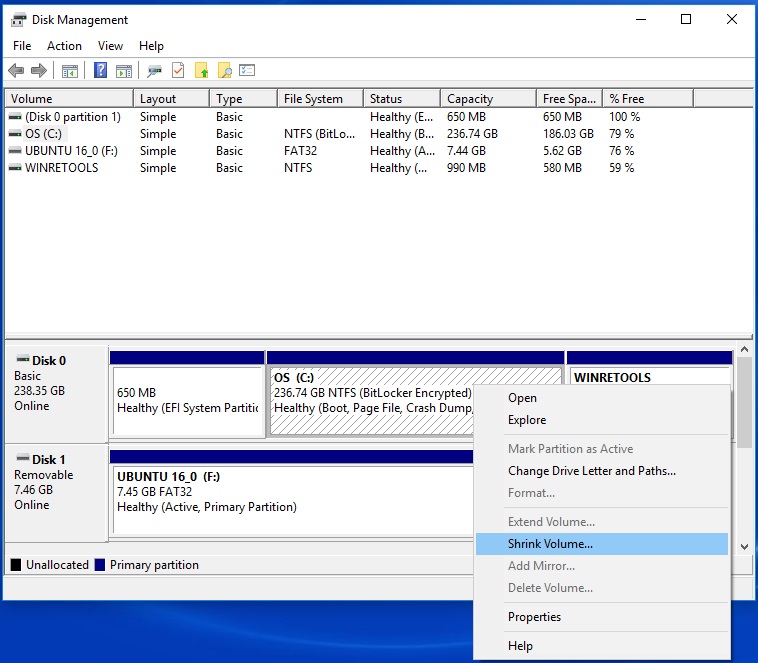 Disk Management
File Action View Help
Volume Layout Type File System Status Capacity Free Spa... % Free
(Disk 0 partition 1) Simple Basic Healthy (E... 650 MB 650 MB 100 %
OS (C:) Simple Basic NTFS (BitLo... Healthy (B... 236.74 GB 186.03 GB 79 %
UBUNTU 16_0 (F:) Simple Basic FAT32 Healthy (A... 7.44 GB 5.62 GB 76 %
WINRETOOLS Simple Basic NTFS Healthy (... 990 MB 580 MB 59 %
Disk 0
Basic
238.35 GB
Online
650 MB
Healthy (EFI System Partitic
OS (C:)
236.74 GB NTFS (BitLocker Encrypted)
Healthy (Boot, Page File, Crash Dump,
WINRETOOLS
Disk 1
Removable
7.46 GB
Online
UBUNTU 16_0 (F:)
7.45 GB FAT32
Healthy (Active, Primary Partition)
Unallocated Primary partition
Open
Explore
Mark Partition as Active
Change Drive Letter and Paths...
Format...
Extend Volume...
Shrink Volume...
Add Mirror...
Delete Volume...
Properties
Help